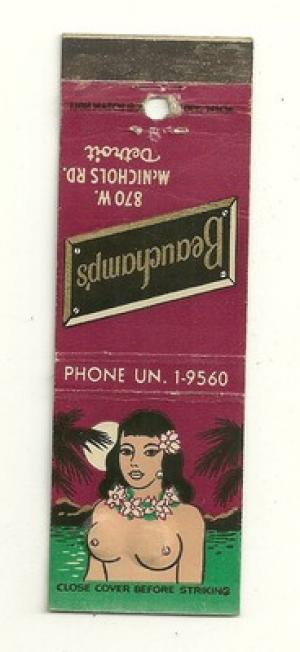 Beauchamp's
870 W.
McNICHOLS RD.
Detroit
PHONE UN. 1-9560
CLOSE COVER BEFORE STRIKING